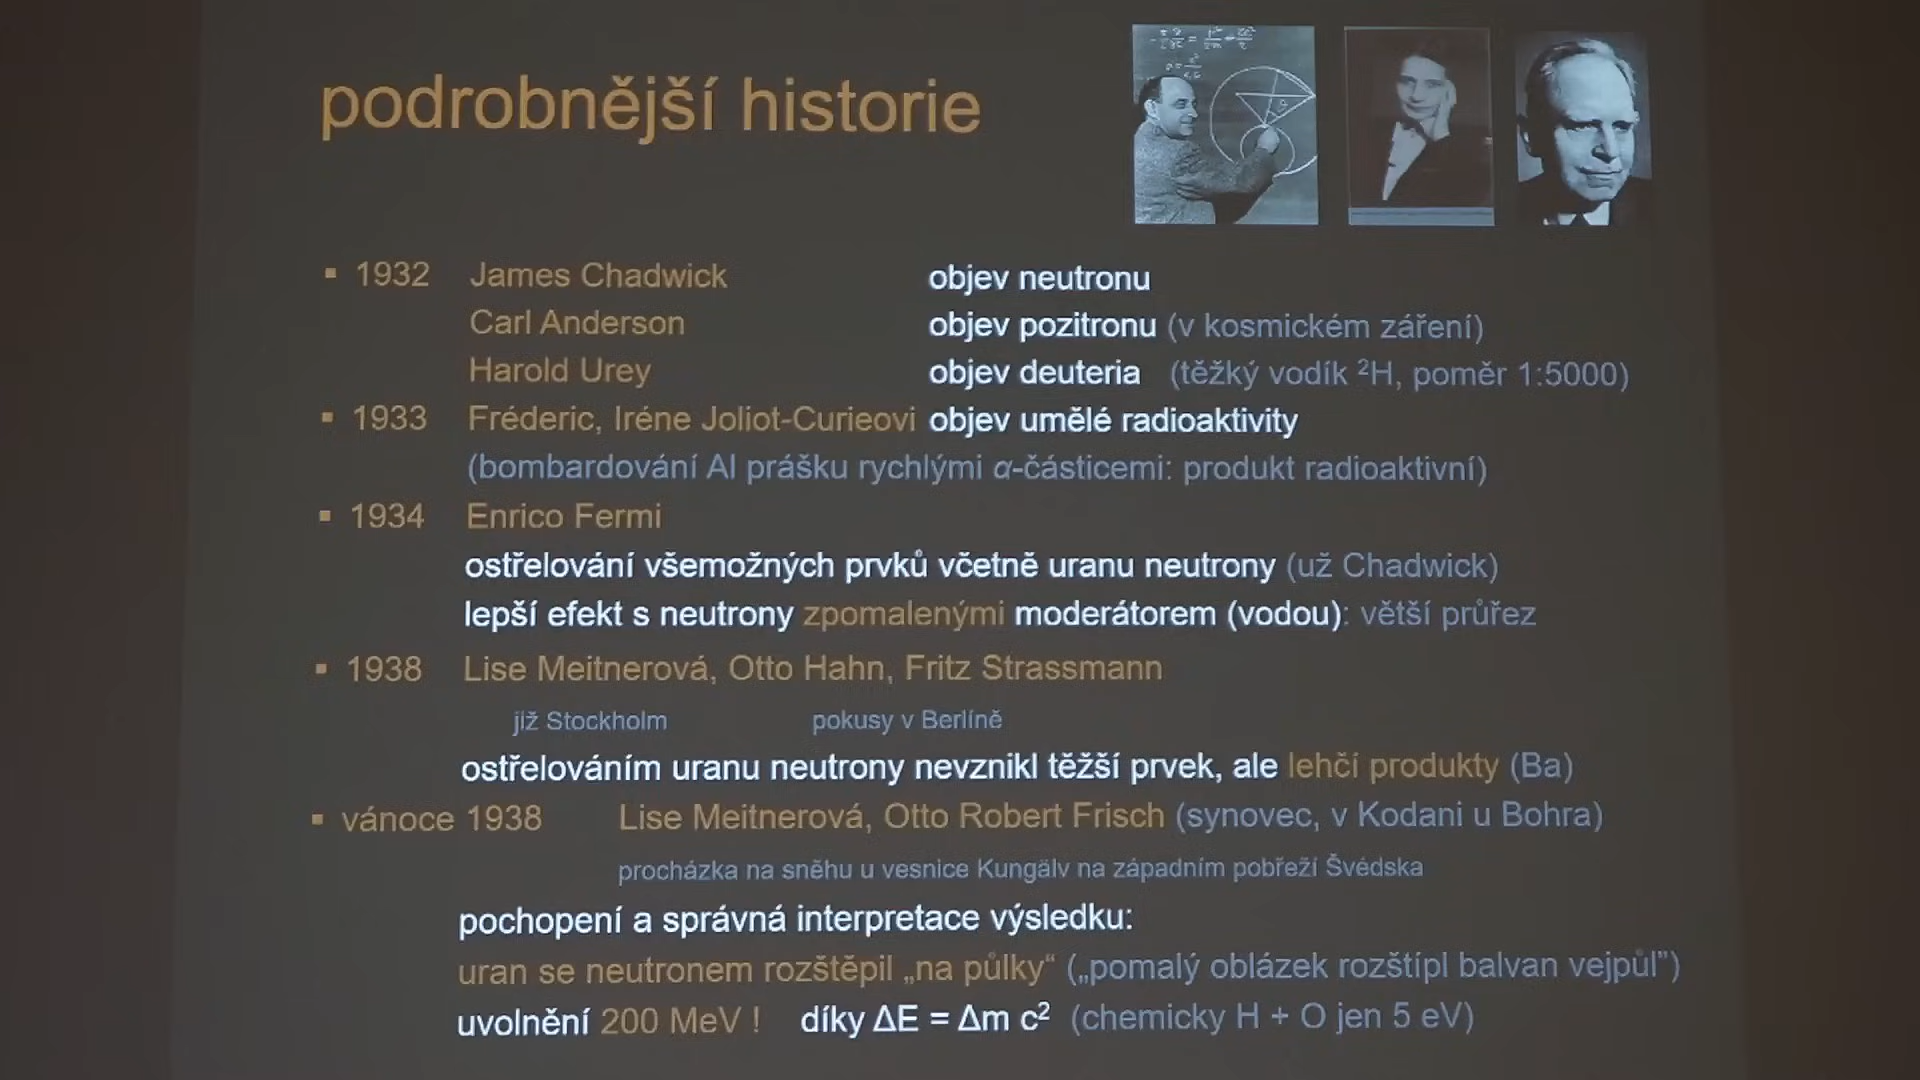 podrobnější historie
▪ 1932 James Chadwick objev neutronu
Carl Anderson objev pozitronu (v kosmickém záření)
Harold Urey objev deuteria (těžký vodík ²H, poměr 1:5000)
▪ 1933 Fréderic, Iréne Joliot-Curieovi objev umělé radioaktivity
(bombardování Al prášku rychlými α-částicemi: produkt radioaktivní)
▪ 1934 Enrico Fermi
ostřelování všemožných prvků včetně uranu neutrony (už Chadwick)
lepší efekt s neutrony zpomalenými moderátorem (vodou): větší průřez
▪ 1938 Lise Meitnerová, Otto Hahn, Fritz Strassmann
již Stockholm pokusy v Berlíně
ostřelováním uranu neutrony nevznikl těžší prvek, ale lehčí produkty (Ba)
▪ vánoce 1938 Lise Meitnerová, Otto Robert Frisch (synovec, v Kodani u Bohra)
procházka na sněhu u vesnice Kungälv na západním pobřeží Švédska
pochopení a správná interpretace výsledku:
uran se neutronem rozštěpil „na půlky“ („pomalý oblázek rozštípl balvan vejpůl”)
uvolnění 200 MeV ! díky ΔE = Δm c² (chemicky H + O jen 5 eV)